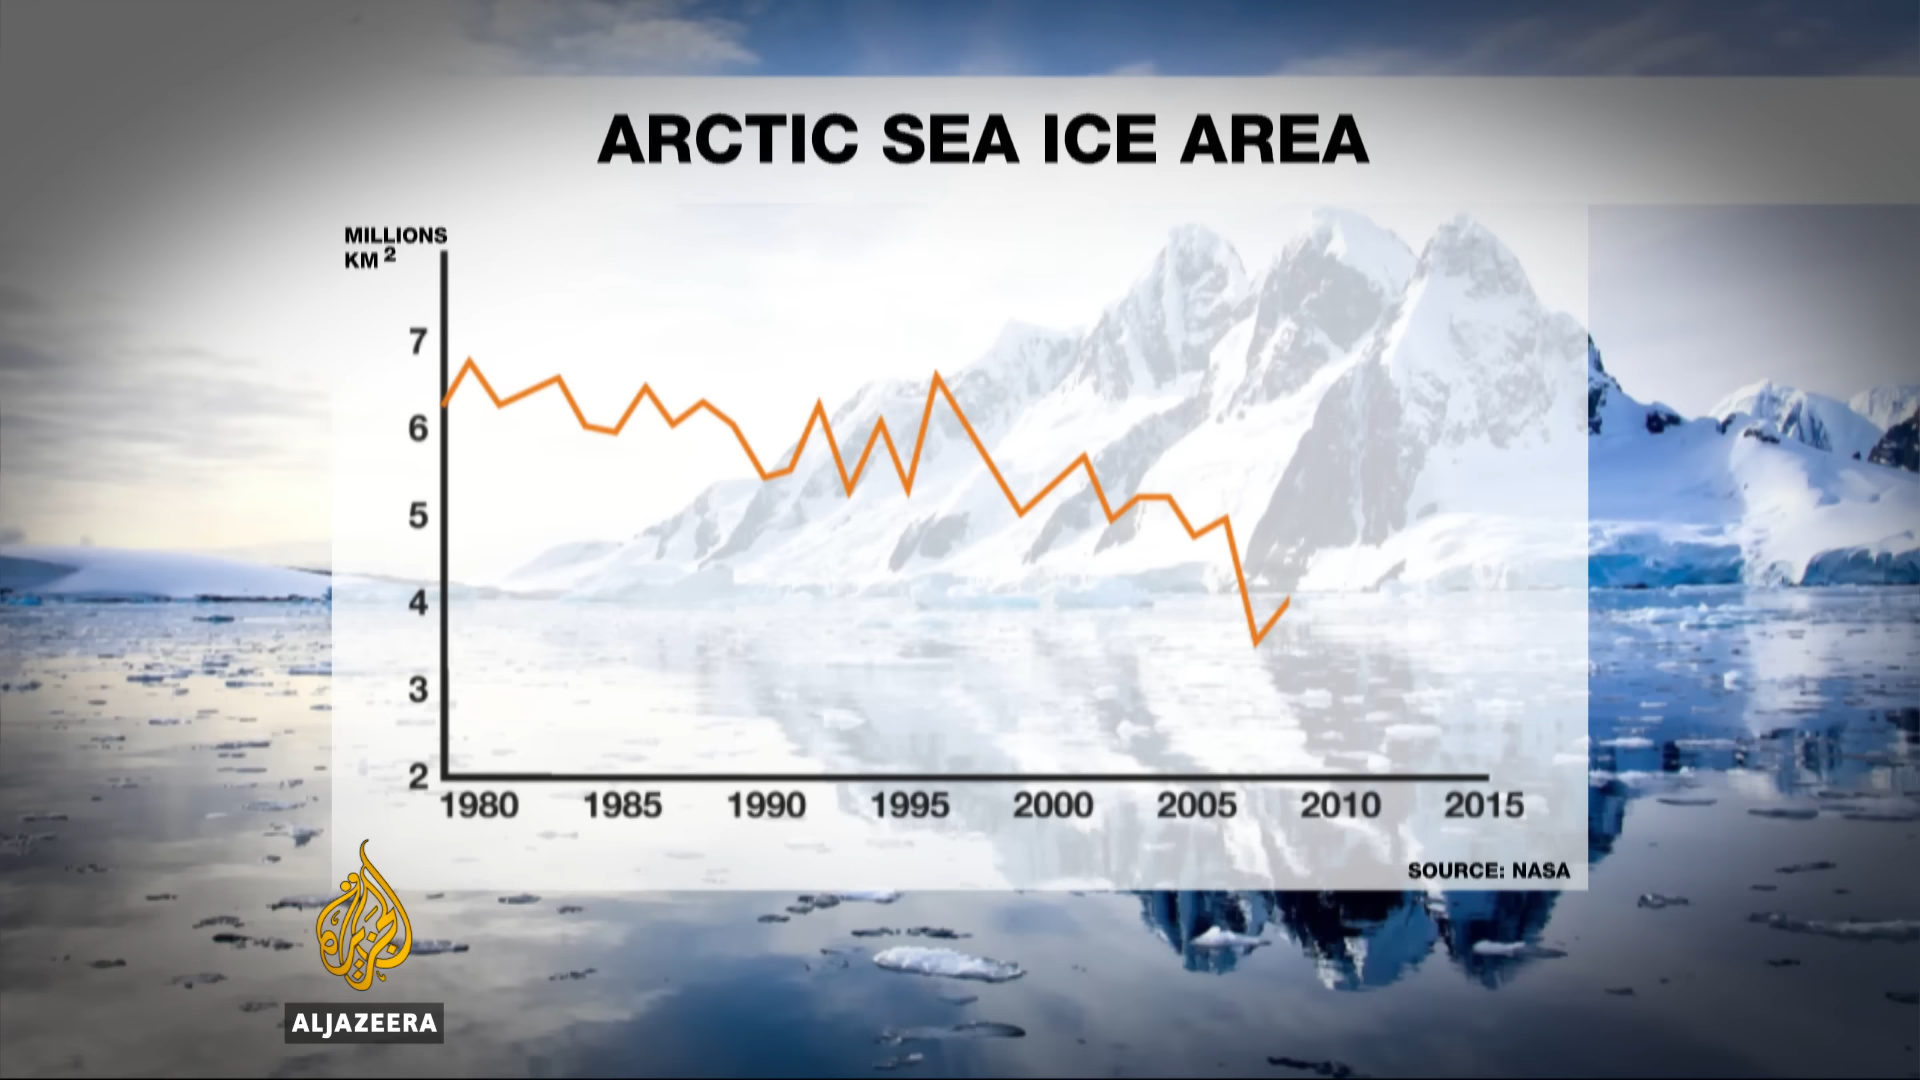 ARCTIC SEA ICE AREA
MILLIONS
KM 2
7
6
5
4
3
2
1980 1985 1990 1995 2000 2005 2010 2015
SOURCE: NASA
الجزيرة
ALJAZEERA